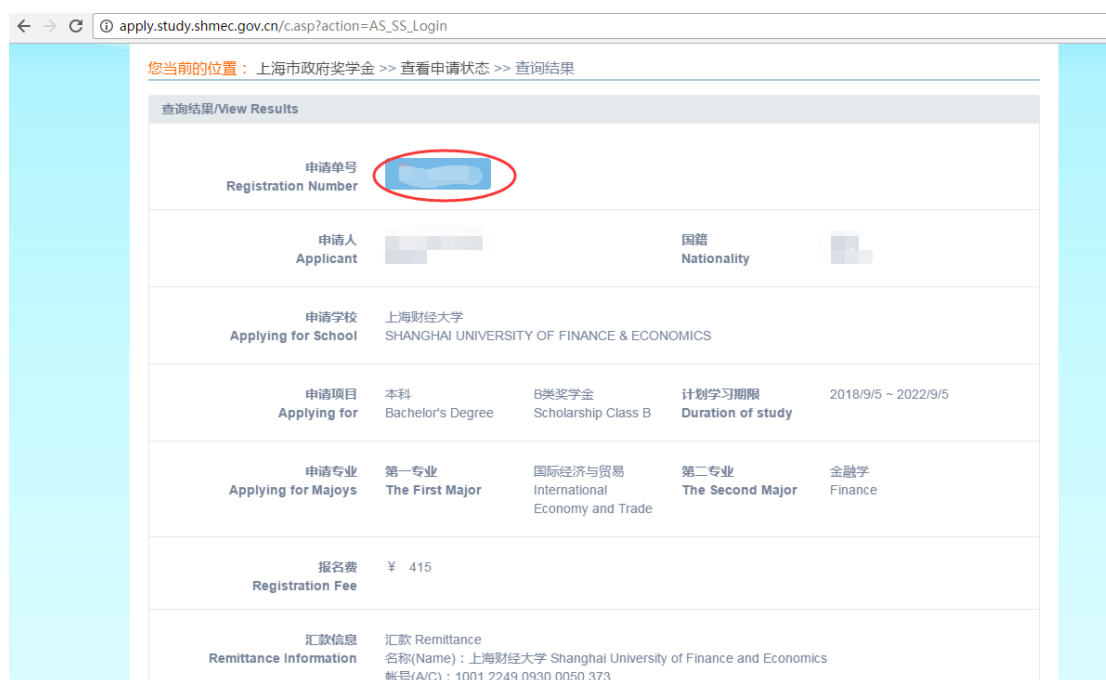 apply.study.shmec.gov.cn/c.asp?action=AS_SS_Login
您当前的位置： 上海市政府奖学金 >> 查看申请状态 >> 查询结果
查询结果/View Results
申请单号
Registration Number
申请人
Applicant
国籍
Nationality
申请学校
Applying for School
上海财经大学
SHANGHAI UNIVERSITY OF FINANCE & ECONOMICS
申请项目
Applying for
本科
Bachelor's Degree
B类奖学金
Scholarship Class B
计划学习期限
Duration of study
2018/9/5 ~ 2022/9/5
申请专业
Applying for Majoys
第一专业
The First Major
国际经济与贸易
International
Economy and Trade
第二专业
The Second Major
金融学
Finance
报名费
Registration Fee
¥ 415
汇款信息
Remittance Information
汇款 Remittance
名称(Name)：上海财经大学 Shanghai University of Finance and Economics
帐号(A/C)：1001 2249 0930 0050 373